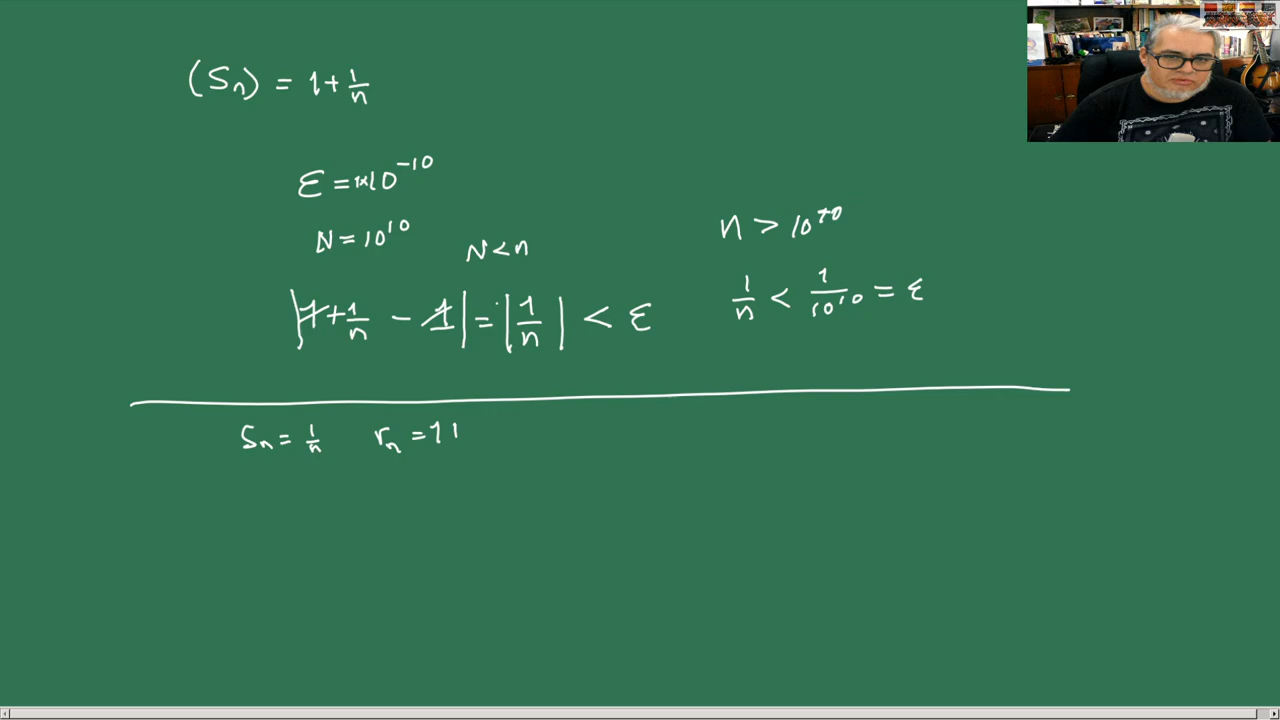 (Sn) = 1 + 1/n
ε = 1×10^-10
N = 10^10
N < n
n > 10^+10
|1 + 1/n - 1| = |1/n| < ε
1/n < 1/10^10 = ε
Sn = 1/n rn = 11